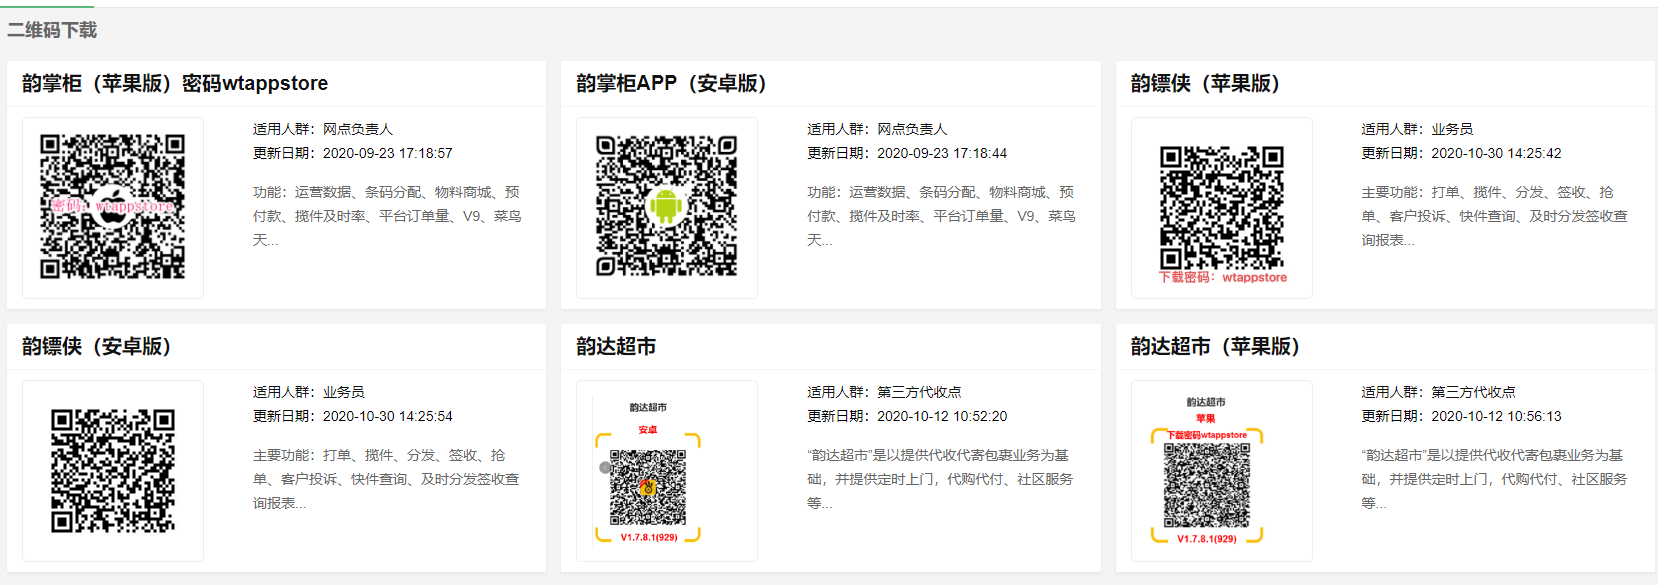 二维码下载
韵掌柜（苹果版）密码wtappstore
密码：wtappstore
适用人群：网点负责人
更新日期：2020-09-23 17:18:57
功能：运营数据、条码分配、物料商城、预
付款、揽件及时率、平台订单量、V9、菜鸟
天...
韵掌柜APP（安卓版）
适用人群：网点负责人
更新日期：2020-09-23 17:18:44
功能：运营数据、条码分配、物料商城、预
付款、揽件及时率、平台订单量、V9、菜鸟
天...
韵镖侠（苹果版）
下载密码：wtappstore
适用人群：业务员
更新日期：2020-10-30 14:25:42
主要功能：打单、揽件、分发、签收、抢
单、客户投诉、快件查询、及时分发签收查
询报表...
韵镖侠（安卓版）
适用人群：业务员
更新日期：2020-10-30 14:25:54
主要功能：打单、揽件、分发、签收、抢
单、客户投诉、快件查询、及时分发签收查
询报表...
韵达超市
韵达超市
安卓
V1.7.8.1(929)
适用人群：第三方代收点
更新日期：2020-10-12 10:52:20
“韵达超市”是以提供代收代寄包裹业务为基
础，并提供定时上门，代购代付、社区服务
等...
韵达超市（苹果版）
韵达超市
苹果
下载密码wtappstore
V1.7.8.1(929)
适用人群：第三方代收点
更新日期：2020-10-12 10:56:13
“韵达超市”是以提供代收代寄包裹业务为基
础，并提供定时上门，代购代付、社区服务
等...